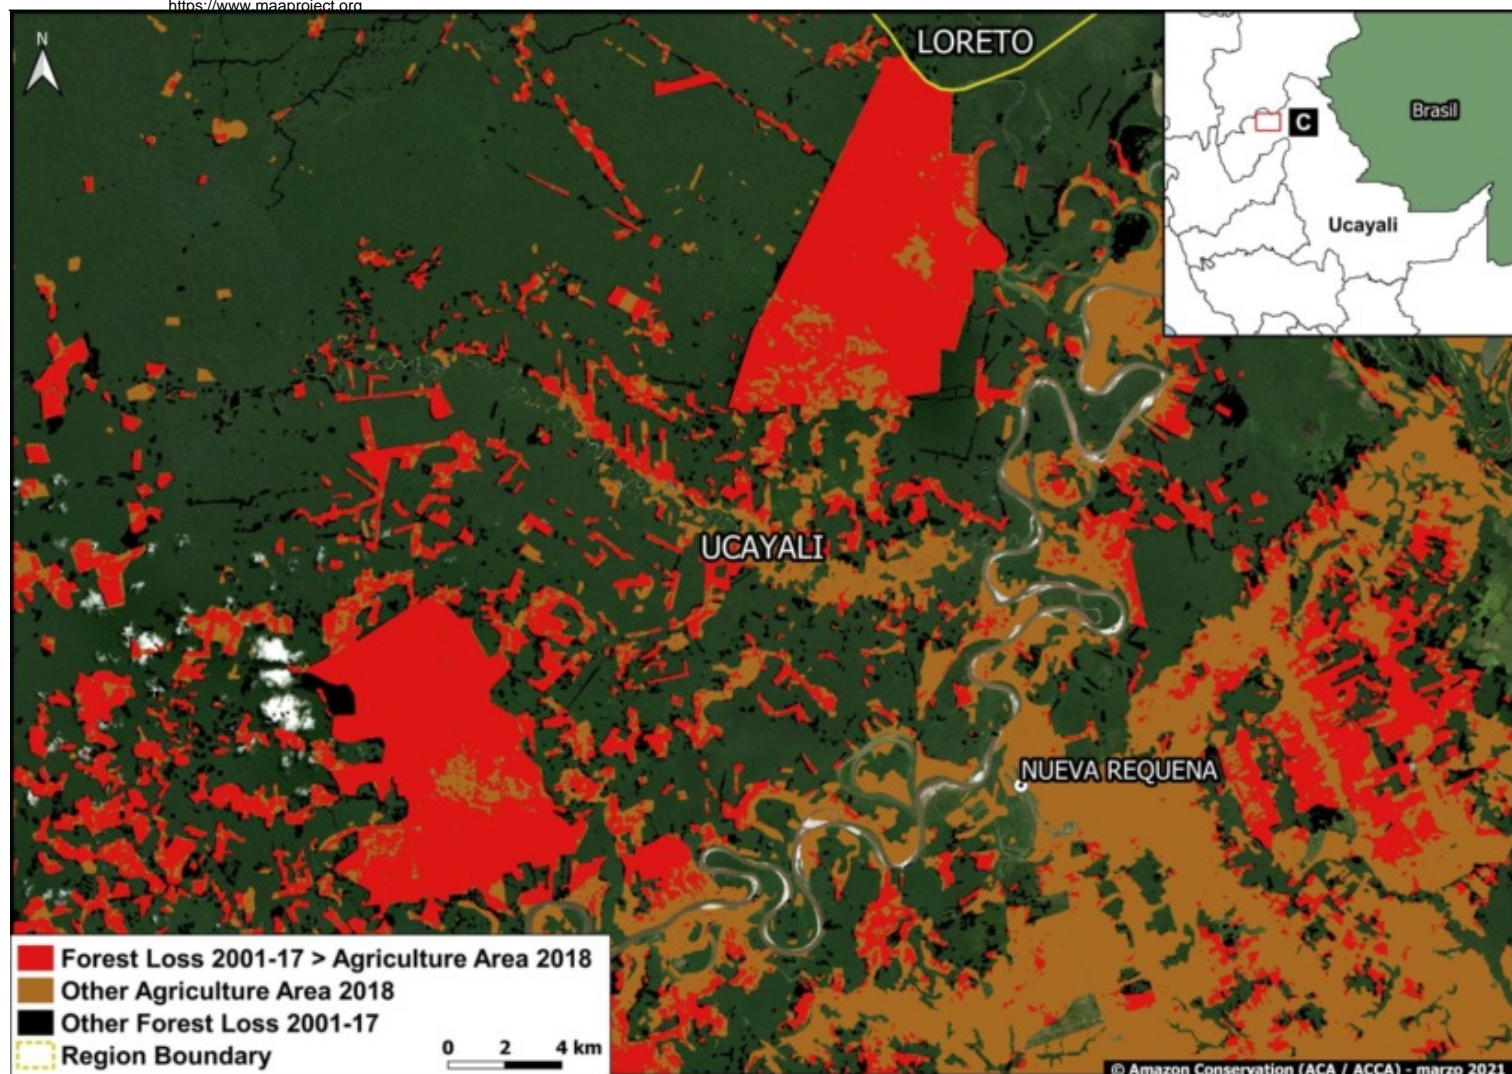 https://www.maaproject.org
N
LORETO
Brasil
C
Ucayali
UCAYALI
NUEVA REQUENA
Forest Loss 2001-17 > Agriculture Area 2018
Other Agriculture Area 2018
Other Forest Loss 2001-17
Region Boundary
0 2 4 km
© Amazon Conservation (ACA / ACCA) - marzo 2021